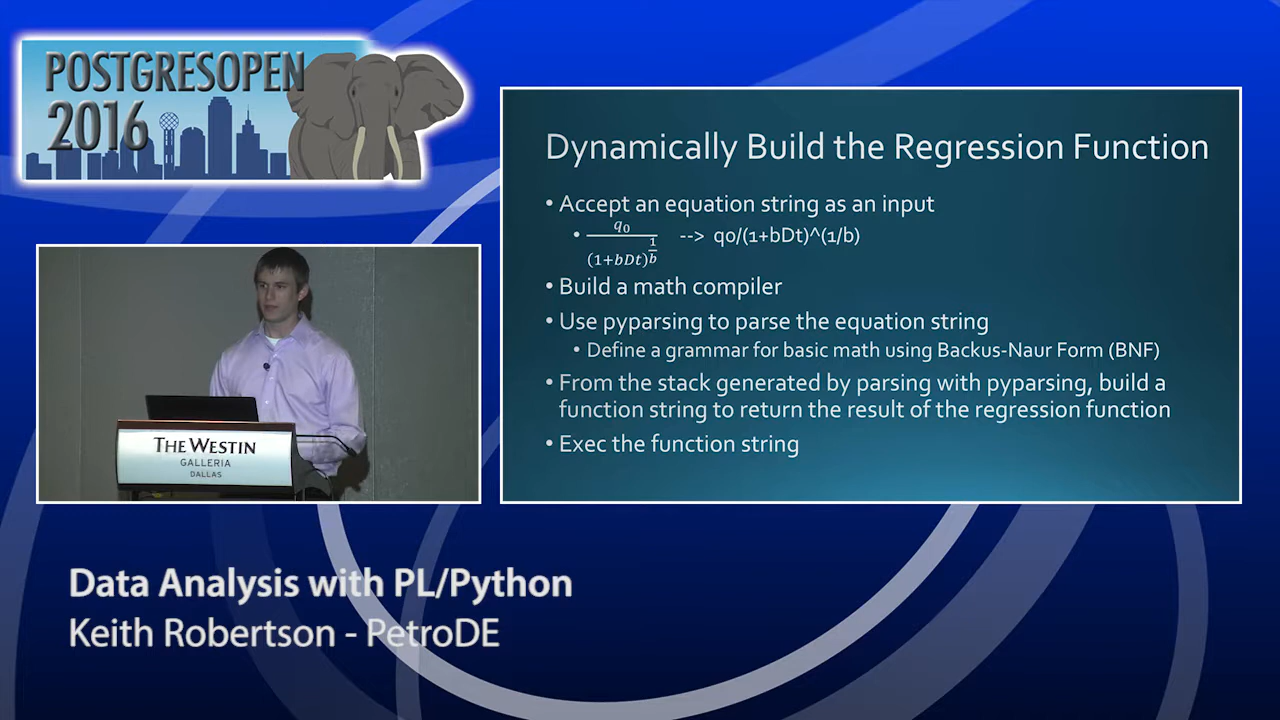 POSTGRESOPEN
2016
Dynamically Build the Regression Function
• Accept an equation string as an input
• q₀/(1+bDt)^(1/b) --> qo/(1+bDt)^(1/b)
• Build a math compiler
• Use pyparsing to parse the equation string
• Define a grammar for basic math using Backus-Naur Form (BNF)
• From the stack generated by parsing with pyparsing, build a
function string to return the result of the regression function
• Exec the function string
THE WESTIN
GALLERIA
DALLAS
Data Analysis with PL/Python
Keith Robertson - PetroDE